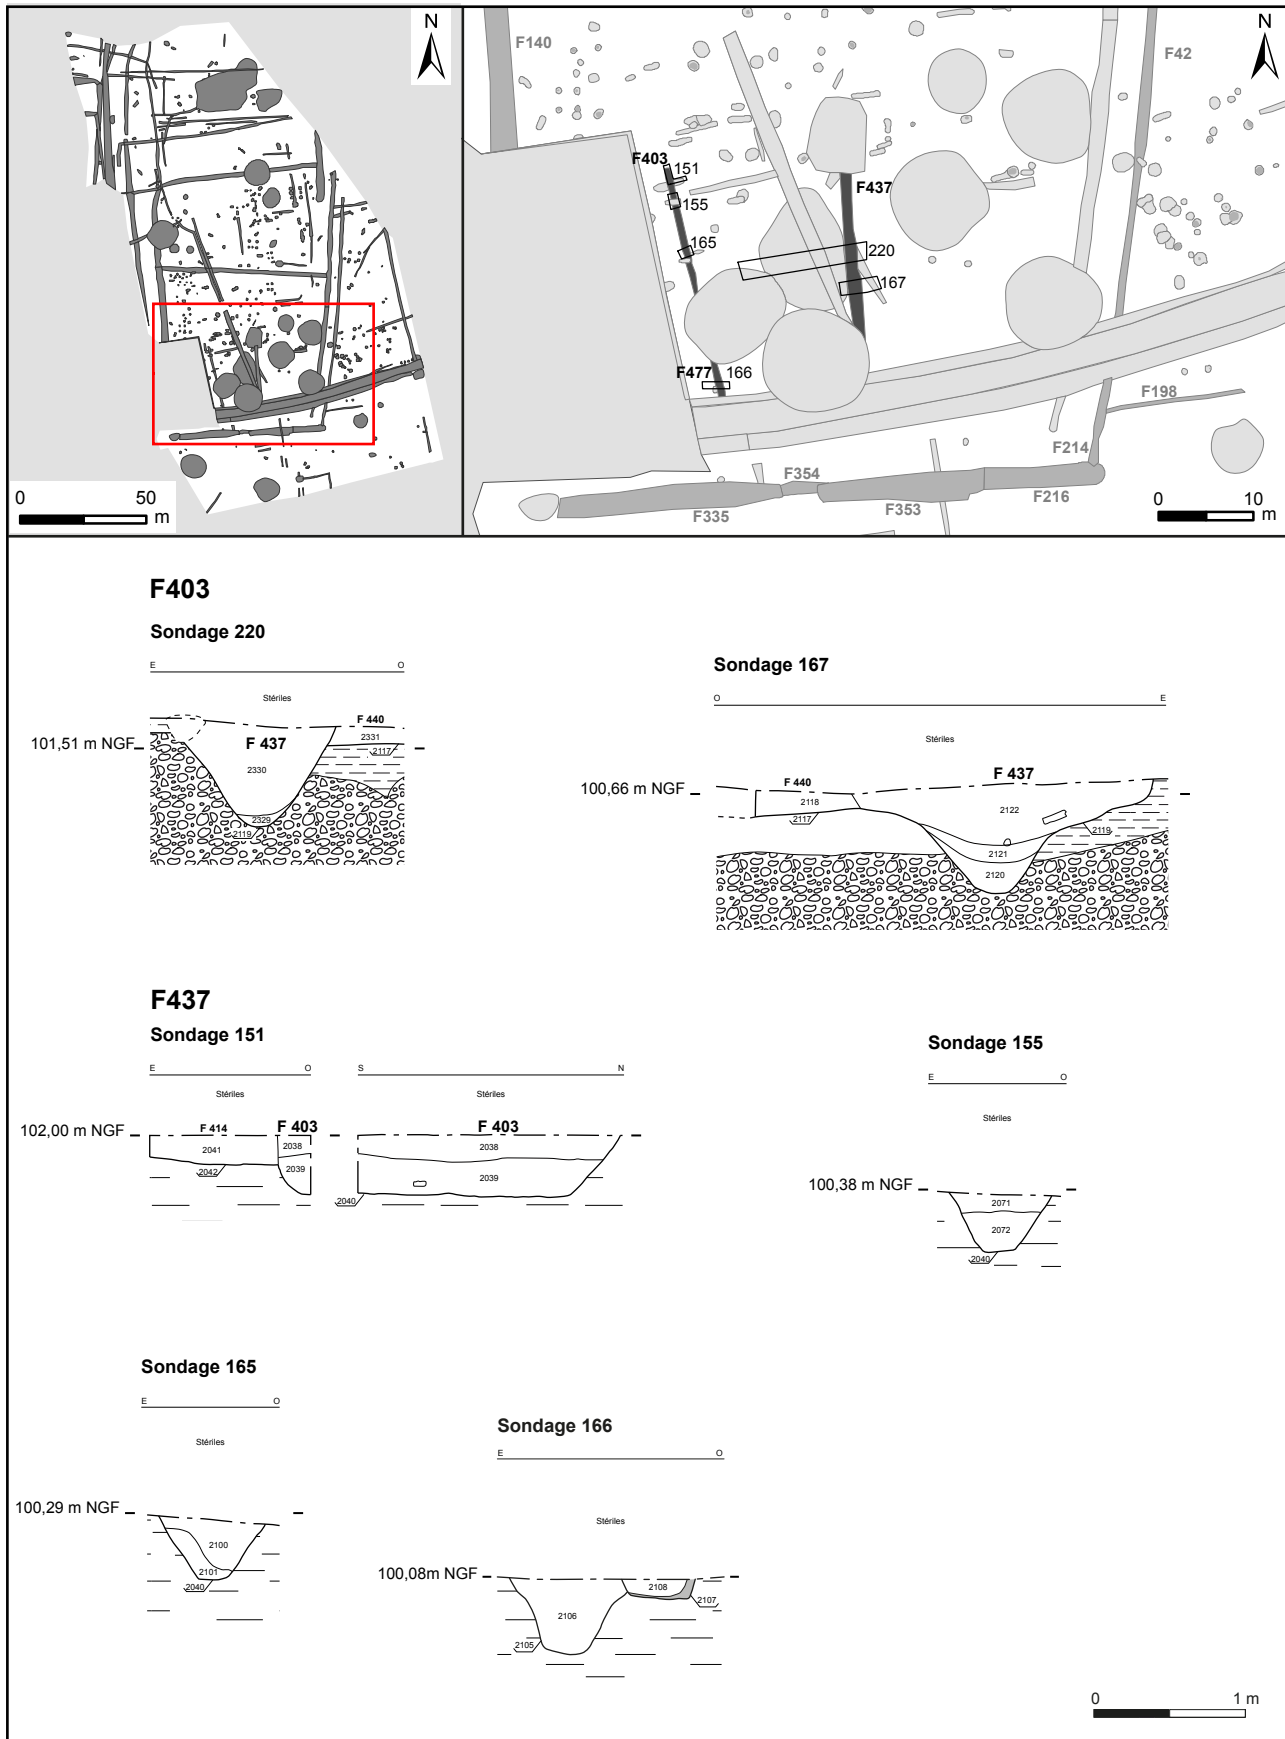 N
0 50
m
N
F140
F42
F403
151
155
165
F437
220
167
F477 166
F198
F214
F354
F335
F353
F216
0 10
m
F403
Sondage 220
E O
Stériles
F 440
101,51 m NGF
F 437
2331
2117
2330
2329
2119
Sondage 167
O E
Stériles
F 437
F 440
100,66 m NGF
2118
2117
2122
2119
2121
2120
F437
Sondage 151
E O
Stériles
S N
Stériles
102,00 m NGF
F 414 F 403
2041
2038
2042
2039
F 403
2038
2039
2040
Sondage 155
E O
Stériles
100,38 m NGF
2071
2072
2040
Sondage 165
E O
Stériles
100,29 m NGF
2100
2101
2040
Sondage 166
E O
Stériles
100,08m NGF
2108
2107
2106
2105
0 1 m